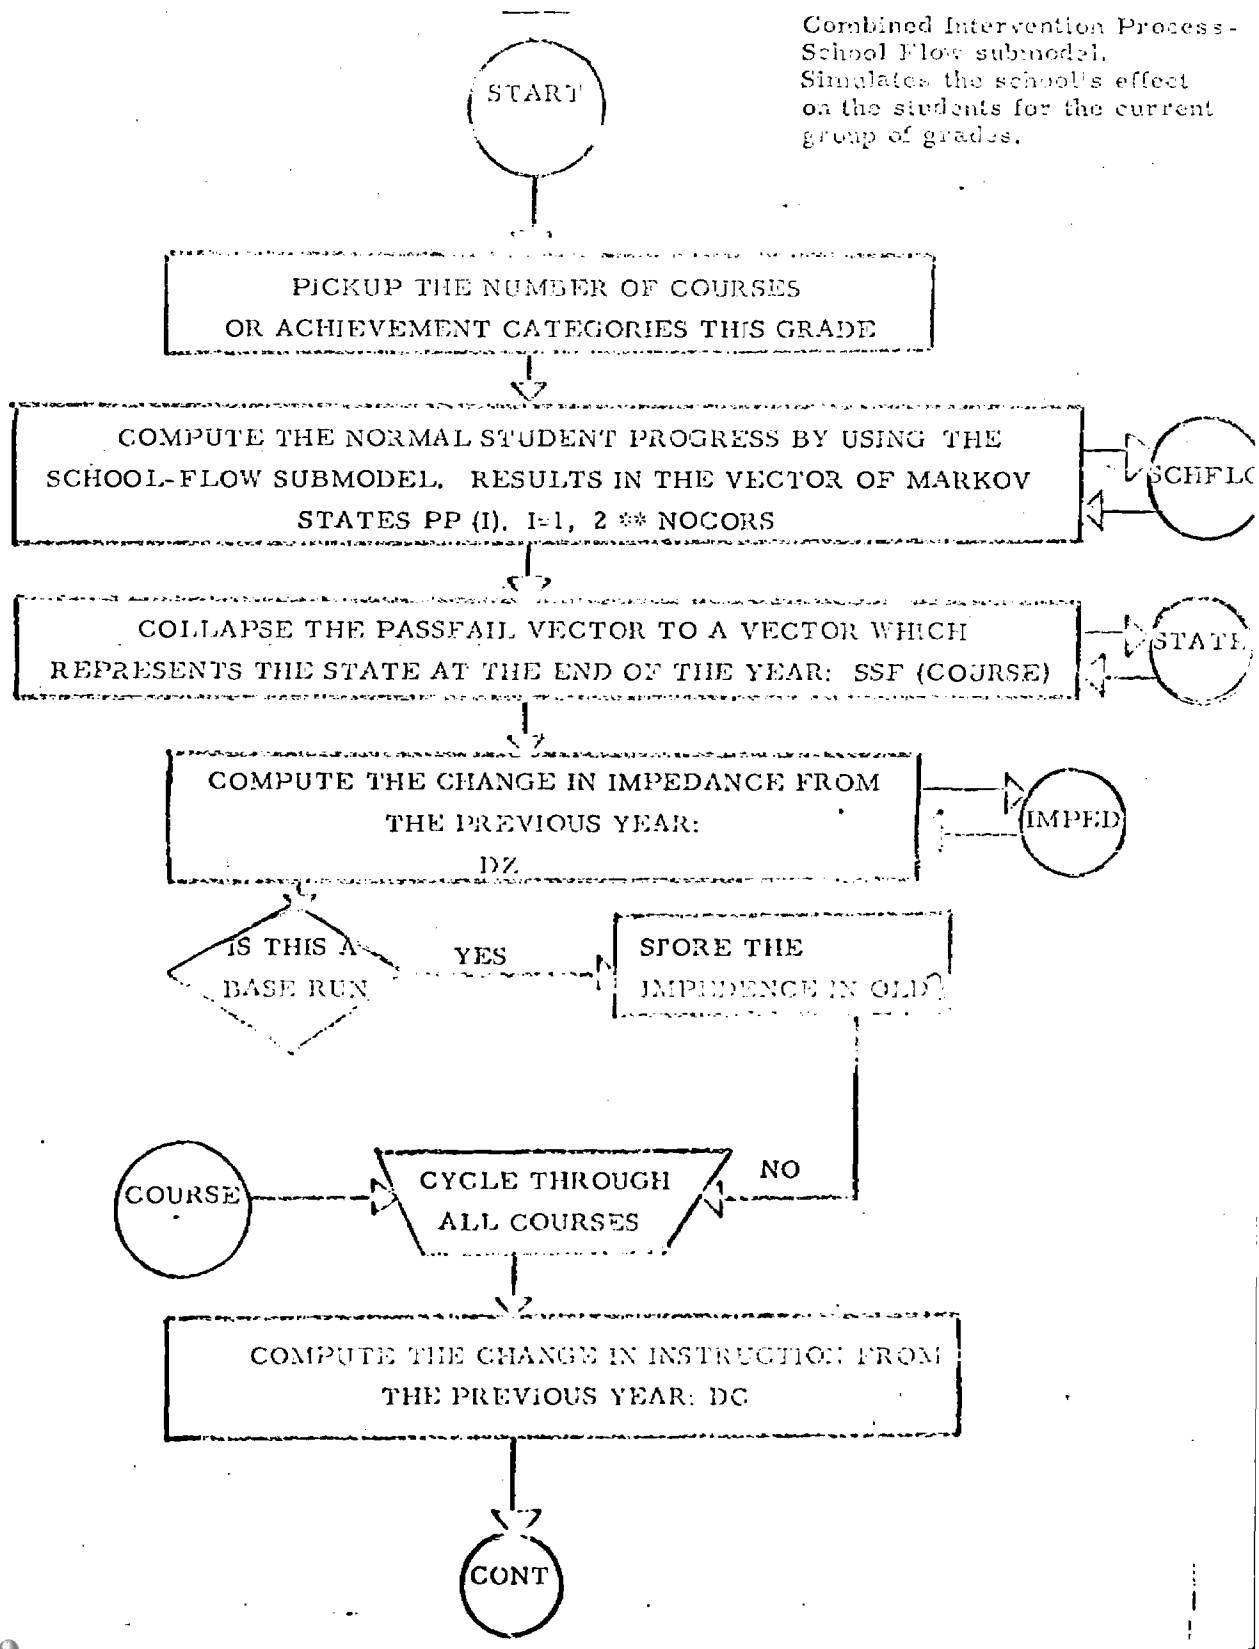 Combined Intervention Process-
School Flow submodel.
Simulates the school's effect
on the students for the current
group of grades.
START
PICKUP THE NUMBER OF COURSES
OR ACHIEVEMENT CATEGORIES THIS GRADE
COMPUTE THE NORMAL STUDENT PROGRESS BY USING THE
SCHOOL-FLOW SUBMODEL. RESULTS IN THE VECTOR OF MARKOV
STATES PP (I). I=1, 2 ** NOCORS
SCHFLO
COLLAPSE THE PASSFAIL VECTOR TO A VECTOR WHICH
REPRESENTS THE STATE AT THE END OF THE YEAR: SSF (COURSE)
STATE
COMPUTE THE CHANGE IN IMPEDANCE FROM
THE PREVIOUS YEAR:
DZ
IMPED
IS THIS A
BASE RUN
YES
STORE THE
IMPEDENCE IN OLD
COURSE
CYCLE THROUGH
ALL COURSES
NO
COMPUTE THE CHANGE IN INSTRUCTION FROM
THE PREVIOUS YEAR: DC
CONT